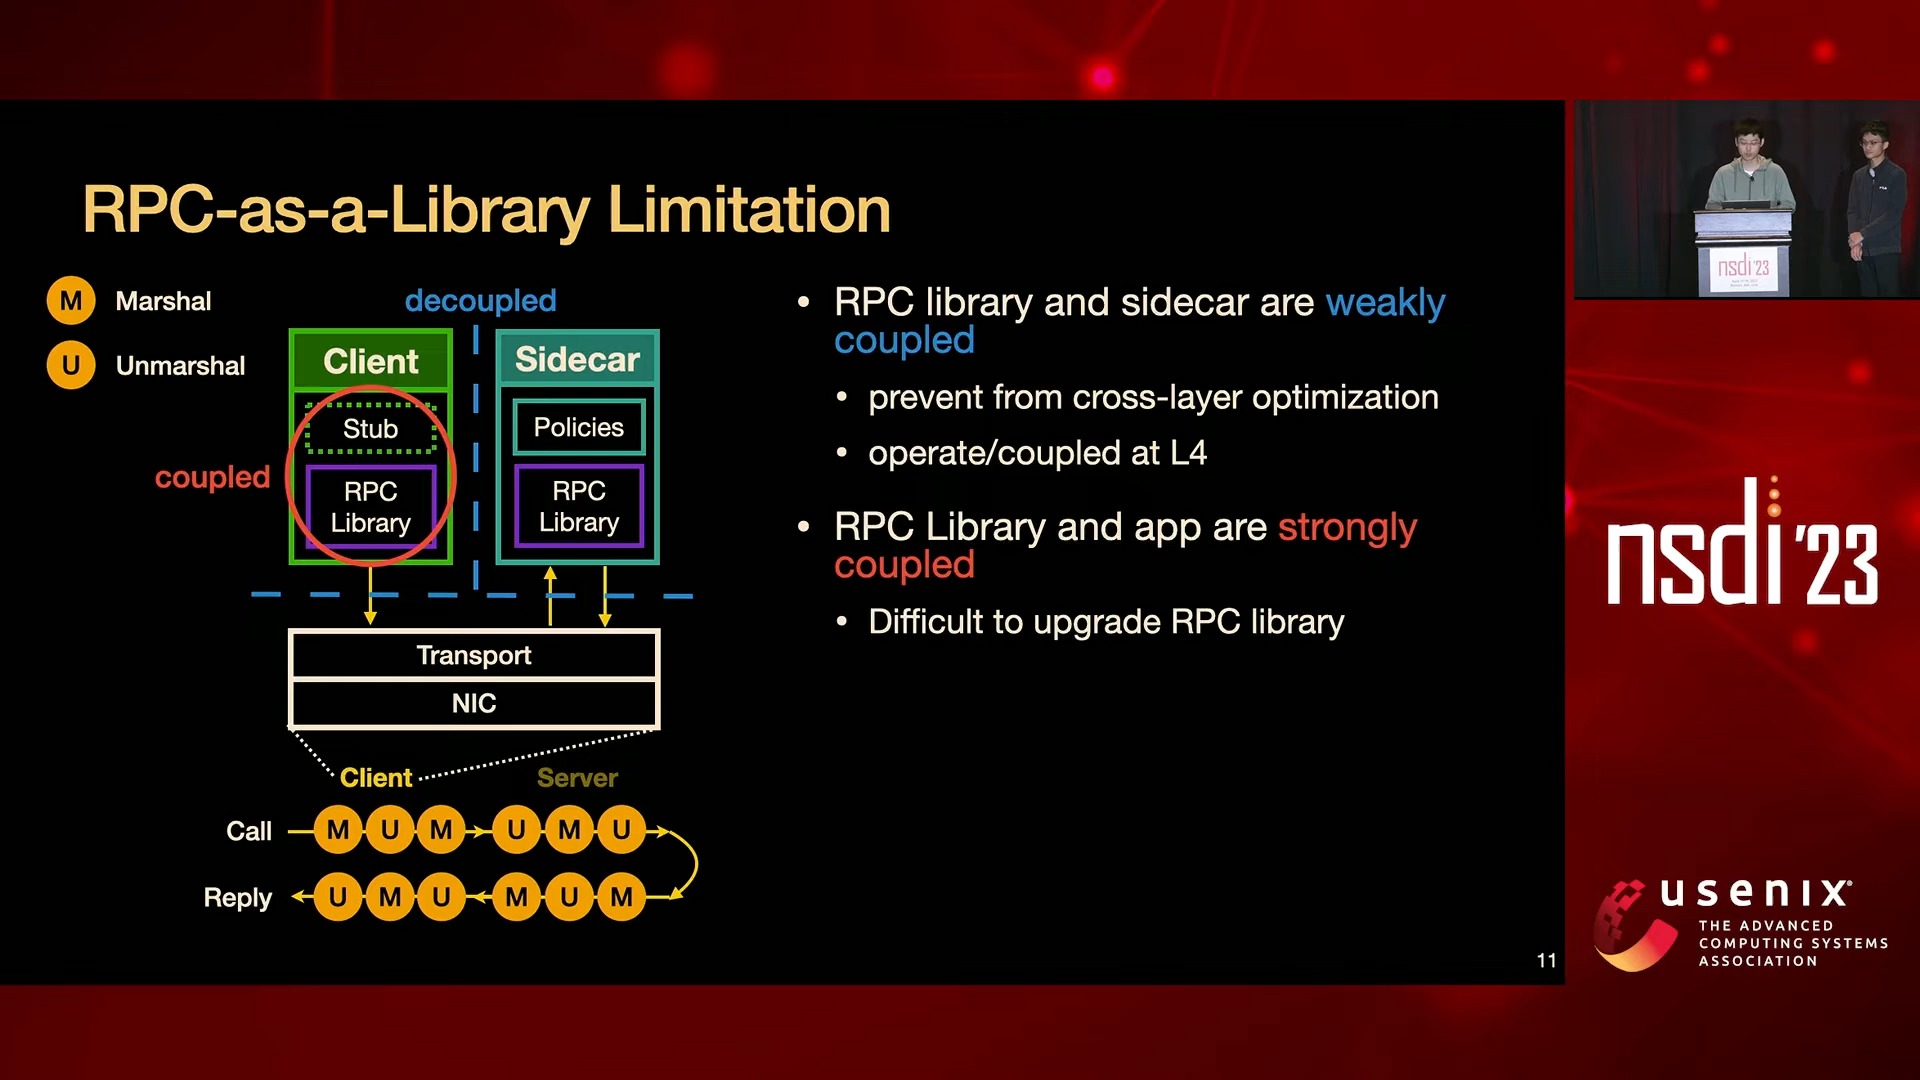 RPC-as-a-Library Limitation
M Marshal
U Unmarshal
decoupled
Client
Stub
RPC
Library
coupled
Sidecar
Policies
RPC
Library
Transport
NIC
Client
Server
Call
M U M U M U
Reply
U M U M U M
• RPC library and sidecar are weakly
coupled
• prevent from cross-layer optimization
• operate/coupled at L4
• RPC Library and app are strongly
coupled
• Difficult to upgrade RPC library
11
nsdi'23
nsdi '23
usenix
THE ADVANCED
COMPUTING SYSTEMS
ASSOCIATION